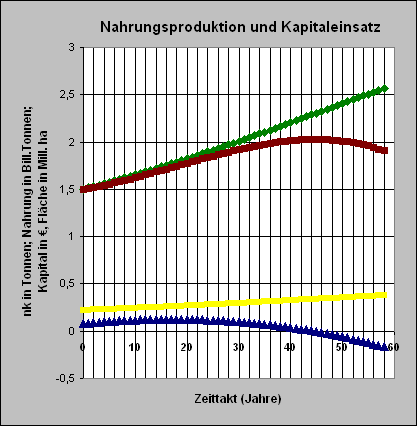 Nahrungsproduktion und Kapitaleinsatz
nk in Tonnen; Nahrung in Bill.Tonnen;
Kapital in €, Fläche in Mill. ha
3
2,5
2
1,5
1
0,5
0
-0,5
0 10 20 30 40 50 60
Zeittakt (Jahre)